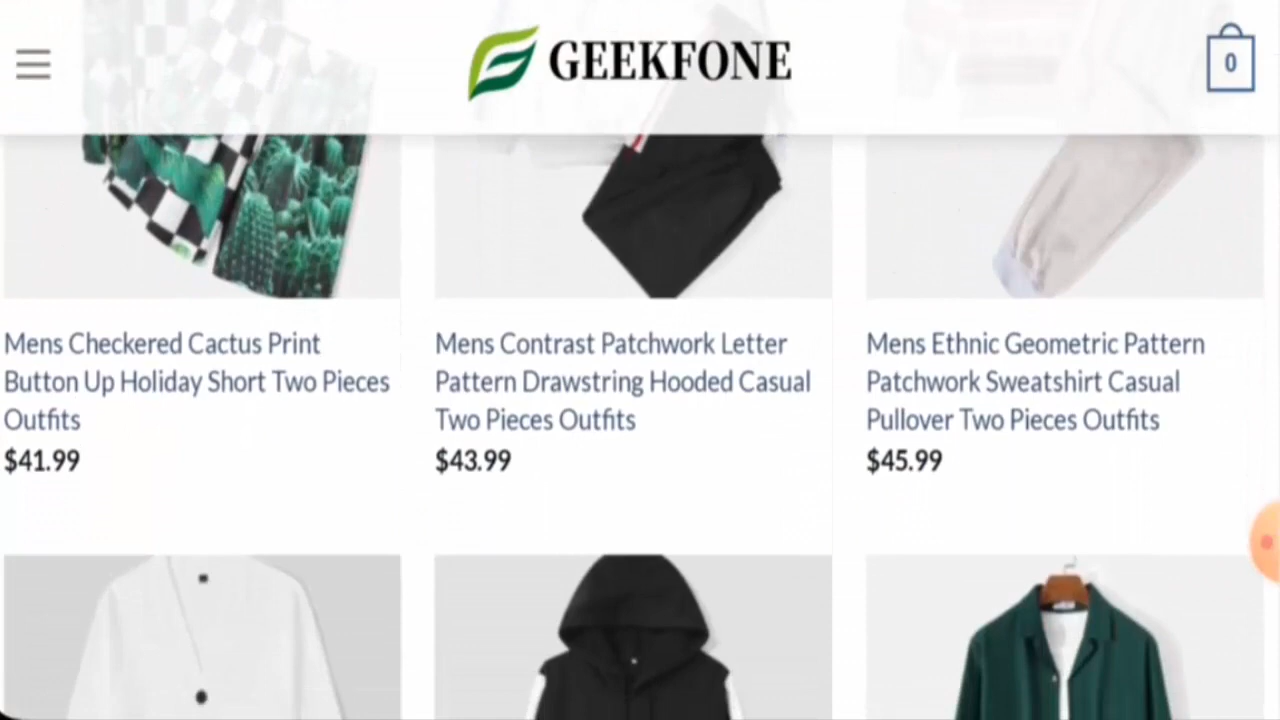 GEEKFONE
0
Mens Checkered Cactus Print
Button Up Holiday Short Two Pieces
Outfits
$41.99
Mens Contrast Patchwork Letter
Pattern Drawstring Hooded Casual
Two Pieces Outfits
$43.99
Mens Ethnic Geometric Pattern
Patchwork Sweatshirt Casual
Pullover Two Pieces Outfits
$45.99